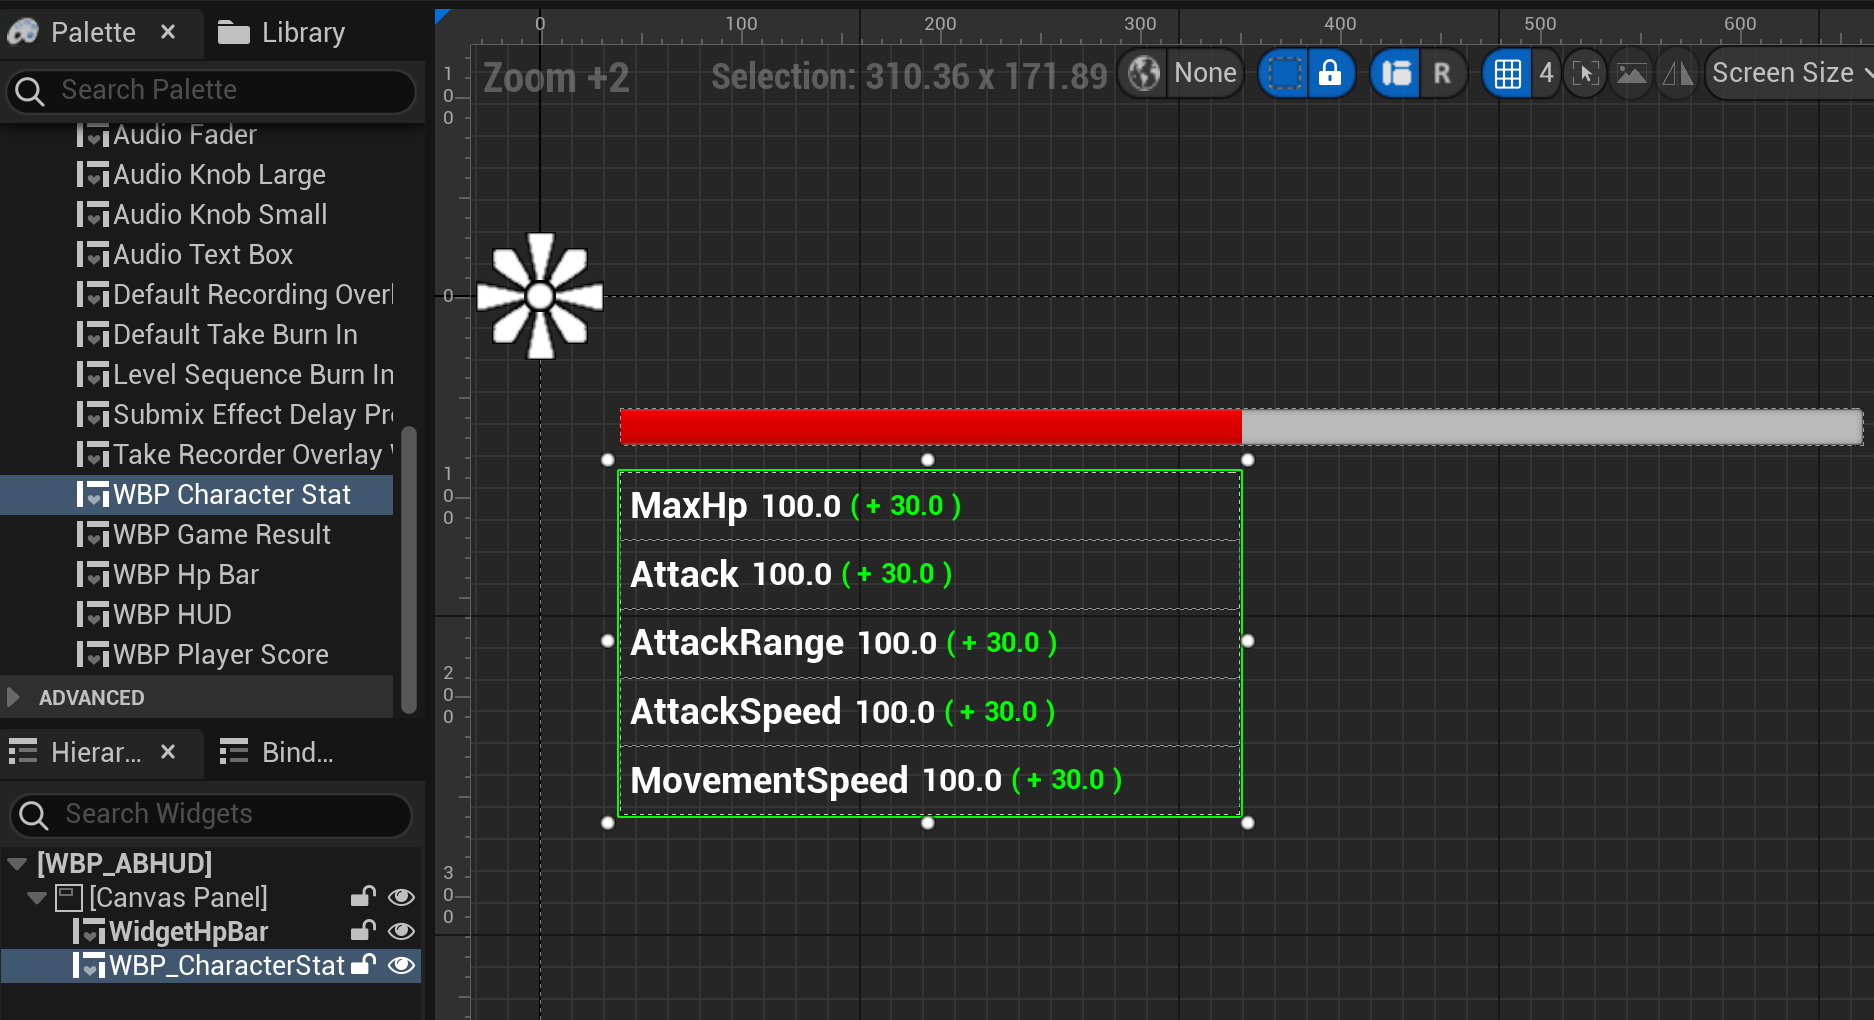 Palette
Library
Search Palette
Audio Fader
Audio Knob Large
Audio Knob Small
Audio Text Box
Default Recording Overl
Default Take Burn In
Level Sequence Burn In
Submix Effect Delay Pr
Take Recorder Overlay
WBP Character Stat
WBP Game Result
WBP Hp Bar
WBP HUD
WBP Player Score
ADVANCED
Hierar...
Bind...
Search Widgets
[WBP_ABHUD]
[Canvas Panel]
WidgetHpBar
WBP_CharacterStat
0 100 200 300 400 500 600
Zoom +2
Selection: 310.36 x 171.89
None
R
4
Screen Size
100
0
100
200
300
MaxHp 100.0 ( + 30.0 )
Attack 100.0 ( + 30.0 )
AttackRange 100.0 ( + 30.0 )
AttackSpeed 100.0 ( + 30.0 )
MovementSpeed 100.0 ( + 30.0 )